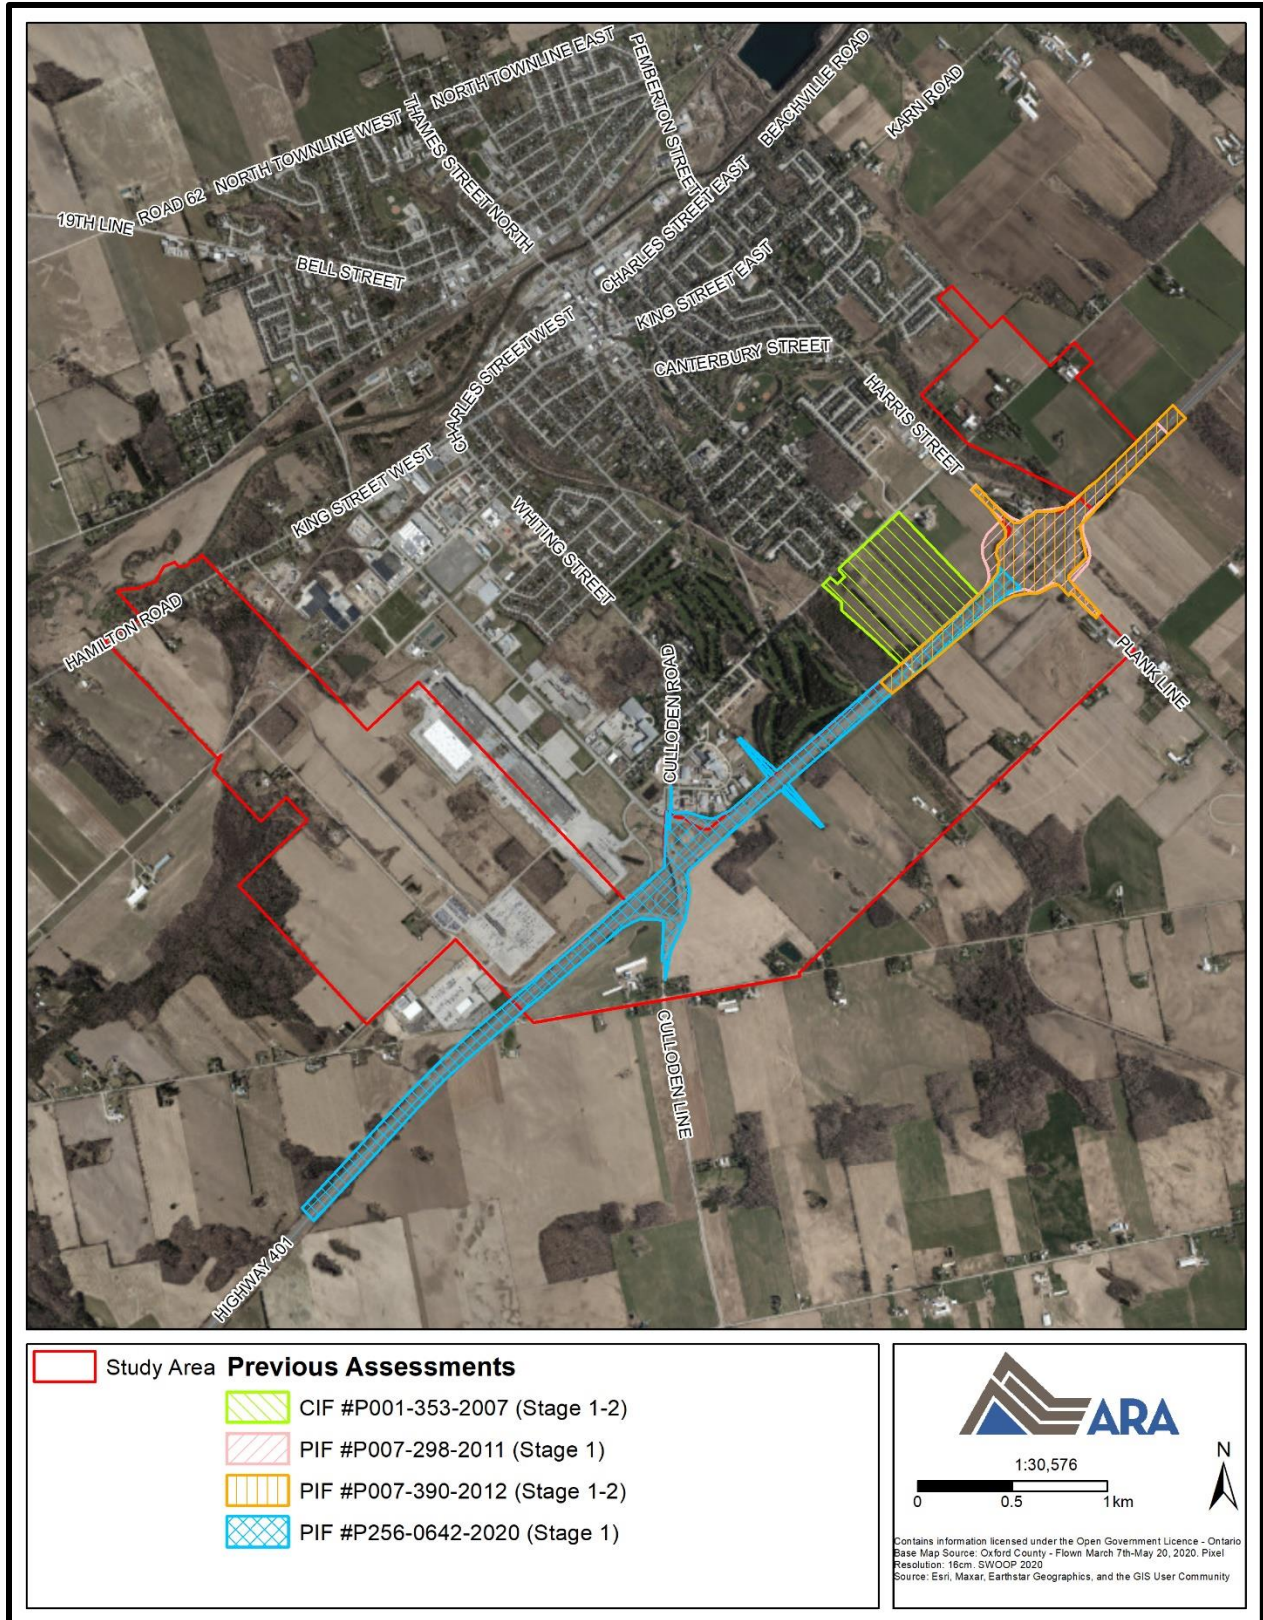 NORTH TOWNLINE EAST
PEMBERTON STREET
BEACHVILLE ROAD
KARN ROAD
THAMES STREET NORTH
NORTH TOWNLINE WEST
ROAD 62
19TH LINE
BELL STREET
CHARLES STREET EAST
KING STREET EAST
CHARLES STREET WEST
CANTERBURY STREET
HARRIS STREET
KING STREET WEST
WHITING STREET
HAMILTON ROAD
CULLODEN ROAD
PLANK LINE
CULLODEN LINE
HIGHWAY 401
Study Area
Previous Assessments
CIF #P001-353-2007 (Stage 1-2)
PIF #P007-298-2011 (Stage 1)
PIF #P007-390-2012 (Stage 1-2)
PIF #P256-0642-2020 (Stage 1)
ARA
1:30,576
N
0 0.5 1km
Contains information licensed under the Open Government Licence - Ontario
Base Map Source: Oxford County - Flown March 7th-May 20, 2020. Pixel
Resolution: 16cm. SWOOP 2020
Source: Esri, Maxar, Earthstar Geographics, and the GIS User Community